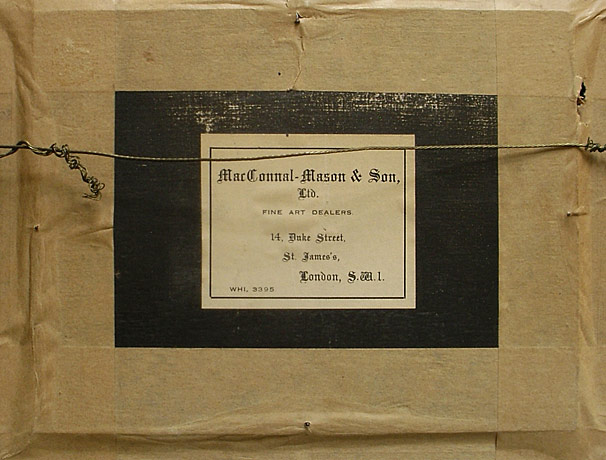 MacConnal-Mason & Son,
Ltd.
FINE ART DEALERS.
14, Duke Street,
St. James's,
London, S.W.1.
WHI, 3395